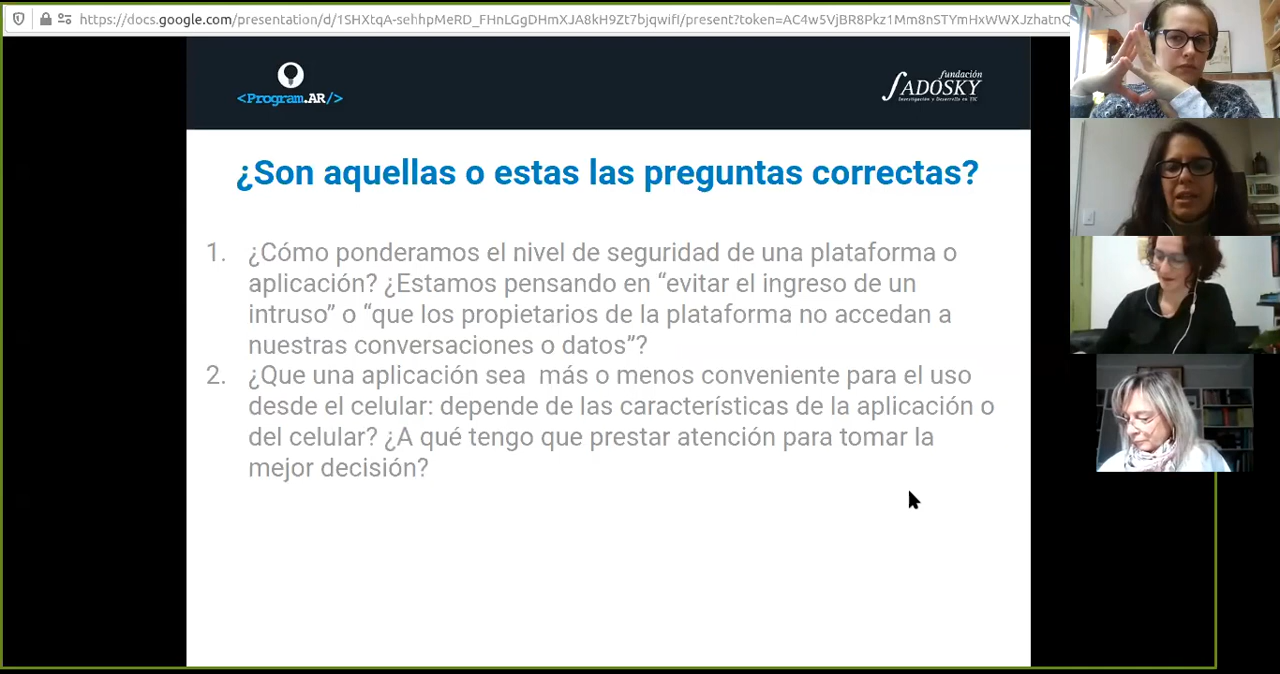 https://docs.google.com/presentation/d/1SHXtqA-sehhpMeRD_FHnLGgDHmXJA8kH9Zt7bjqwifI/present?token=AC4w5VjBR8Pkz1Mm8nSTYmHxWWXJzhatnQ
<Program.AR/>
fundación
SADOSKY
Investigación y Desarrollo en TIC
¿Son aquellas o estas las preguntas correctas?
1. ¿Cómo ponderamos el nivel de seguridad de una plataforma o
aplicación? ¿Estamos pensando en “evitar el ingreso de un
intruso” o “que los propietarios de la plataforma no accedan a
nuestras conversaciones o datos”?
2. ¿Que una aplicación sea  más o menos conveniente para el uso
desde el celular: depende de las características de la aplicación o
del celular? ¿A qué tengo que prestar atención para tomar la
mejor decisión?